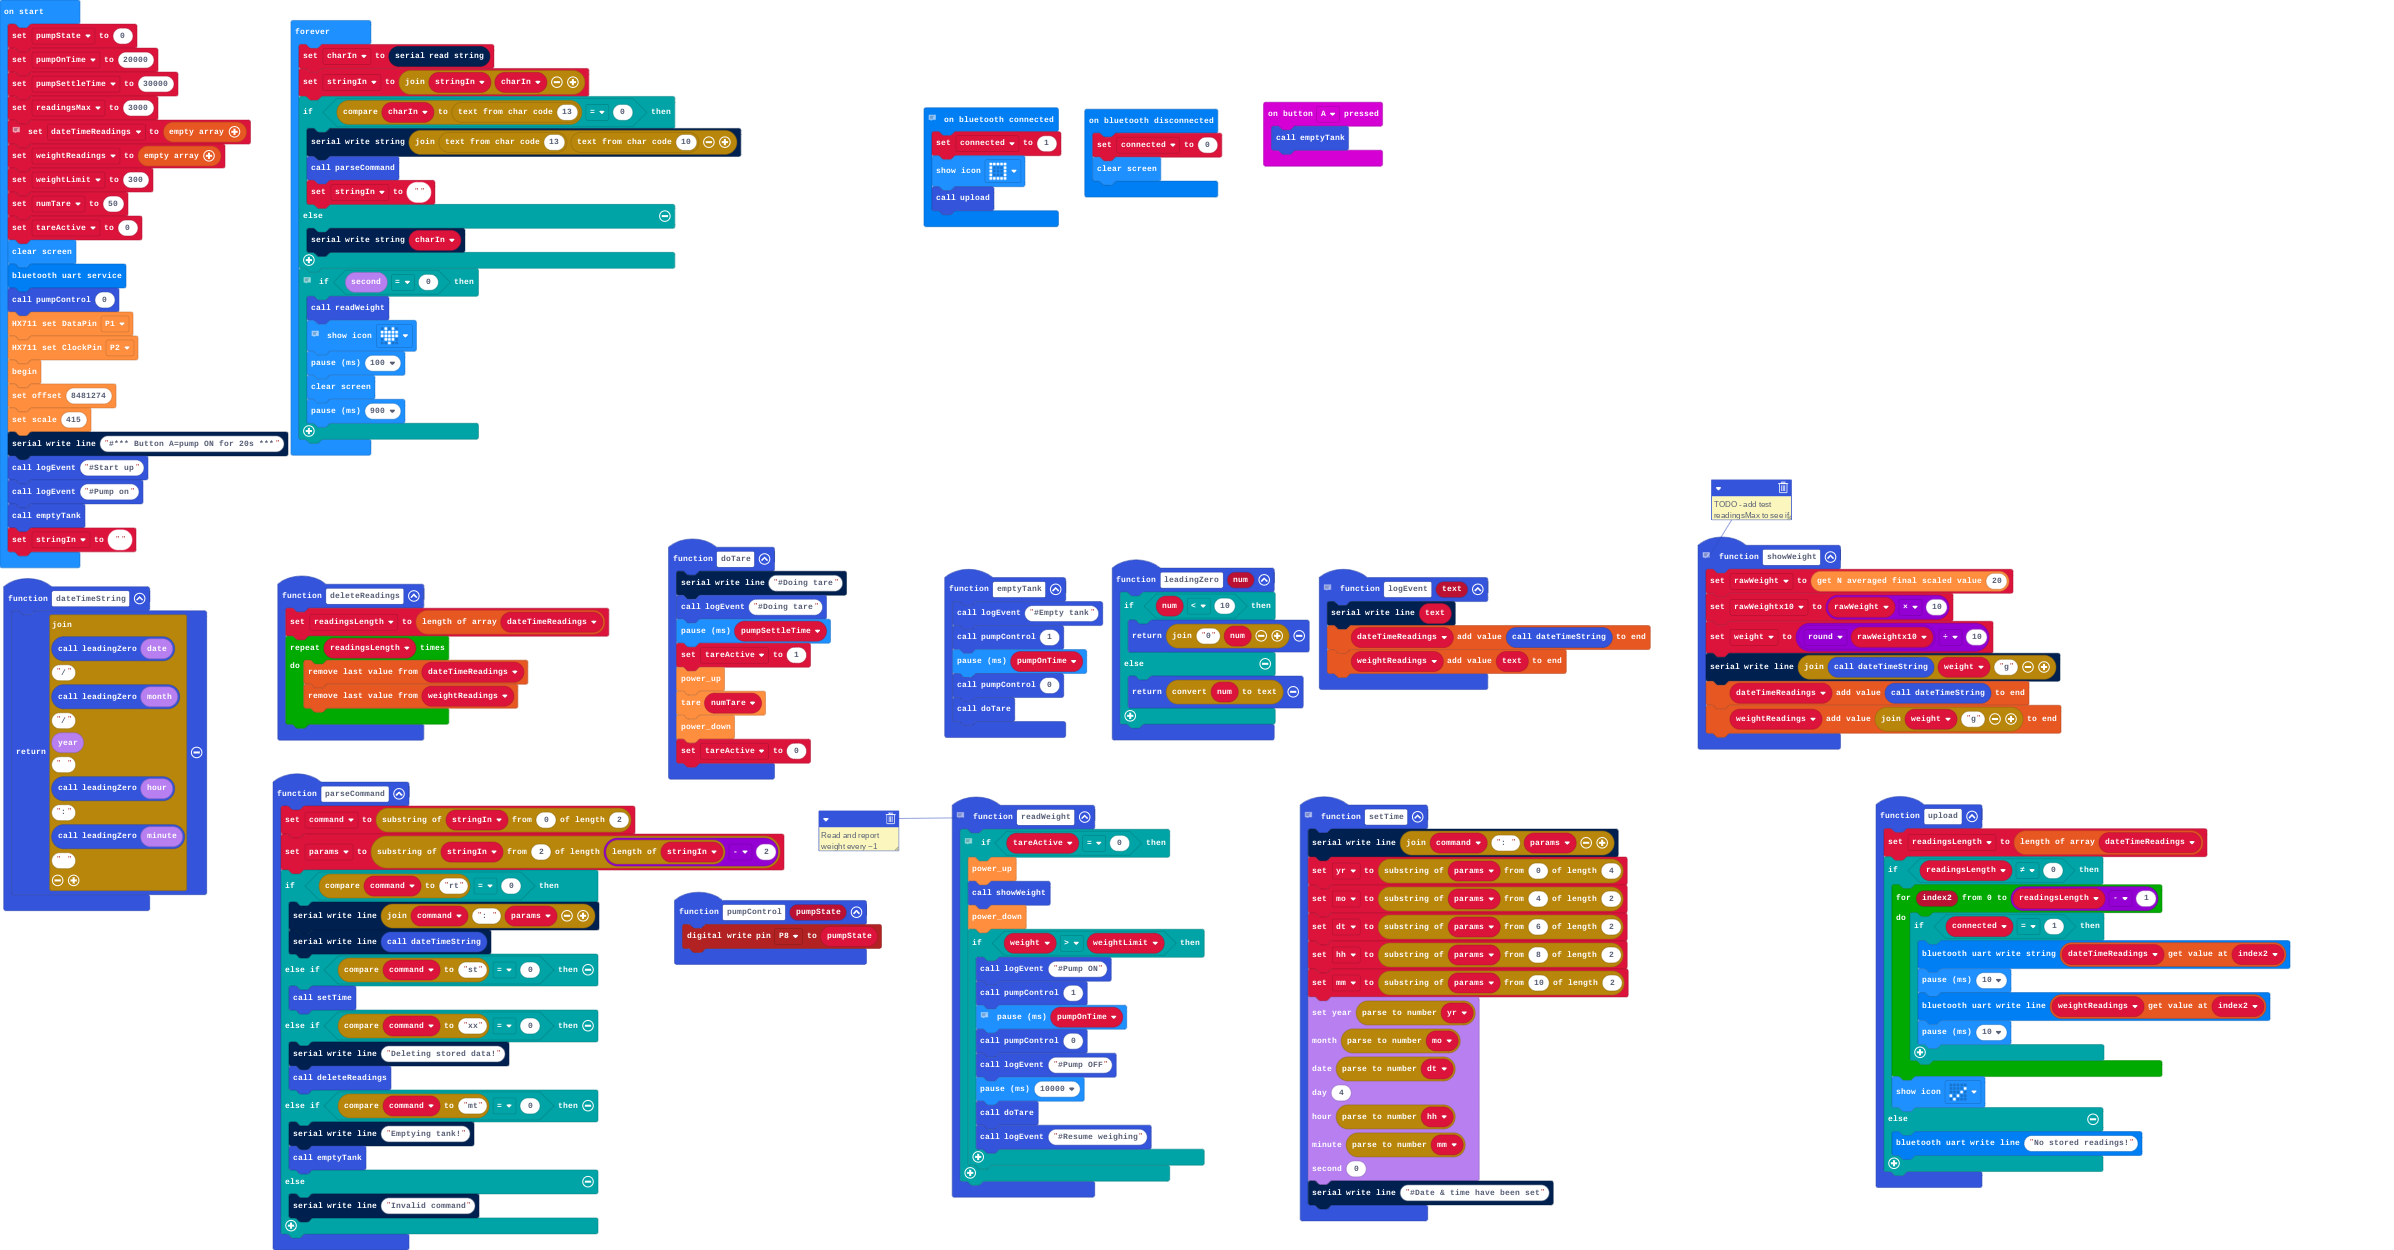 on start
set pumpState to 0
set pumpOnTime to 20000
set pumpSettleTime to 30000
set readingsMax to 3000
set dateTimeReadings to empty array
set weightReadings to empty array
set weightLimit to 300
set numTare to 50
set tareActive to 0
clear screen
bluetooth uart service
call pumpControl 0
HX711 set DataPin P1
HX711 set ClockPin P2
begin
set offset 8481274
set scale 415
serial write line "#*** Button A=pump ON for 20s ***"
call logEvent "#Start up"
call logEvent "#Pump on"
call emptyTank
set stringIn to ""
forever
set charIn to serial read string
set stringIn to join stringIn charIn
if compare charIn to text from char code 13 = 0 then
serial write string join text from char code 13 text from char code 10
call parseCommand
set stringIn to ""
else
serial write string charIn
if second = 0 then
call readWeight
show icon
pause (ms) 100
clear screen
pause (ms) 900
on bluetooth connected
set connected to 1
show icon
call upload
on bluetooth disconnected
set connected to 0
clear screen
on button A pressed
call emptyTank
function dateTimeString
join
call leadingZero date
"/"
call leadingZero month
"/"
year
" "
return
call leadingZero hour
":"
call leadingZero minute
" "
function deleteReadings
set readingsLength to length of array dateTimeReadings
repeat readingsLength times
do
remove last value from dateTimeReadings
remove last value from weightReadings
function doTare
serial write line "#Doing tare"
call logEvent "#Doing tare"
pause (ms) pumpSettleTime
set tareActive to 1
power_up
tare numTare
power_down
set tareActive to 0
function emptyTank
call logEvent "#Empty tank"
call pumpControl 1
pause (ms) pumpOnTime
call pumpControl 0
call doTare
function leadingZero num
if num < 10 then
return join "0" num
else
return convert num to text
function logEvent text
serial write line text
dateTimeReadings add value call dateTimeString to end
weightReadings add value text to end
TODO - add test
readingsMax to see if
function showWeight
set rawWeight to get N averaged final scaled value 20
set rawWeightx10 to rawWeight × 10
set weight to round rawWeightx10 ÷ 10
serial write line join call dateTimeString weight "g"
dateTimeReadings add value call dateTimeString to end
weightReadings add value join weight "g" to end
function parseCommand
set command to substring of stringIn from 0 of length 2
set params to substring of stringIn from 2 of length length of stringIn - 2
if compare command to "rt" = 0 then
serial write line join command ": " params
serial write line call dateTimeString
else if compare command to "st" = 0 then
call setTime
else if compare command to "xx" = 0 then
serial write line "Deleting stored data!"
call deleteReadings
else if compare command to "mt" = 0 then
serial write line "Emptying tank!"
call emptyTank
else
serial write line "Invalid command"
function pumpControl pumpState
digital write pin P8 to pumpState
Read and report
weight every ~1
function readWeight
if tareActive = 0 then
power_up
call showWeight
power_down
if weight > weightLimit then
call logEvent "#Pump ON"
call pumpControl 1
pause (ms) pumpOnTime
call pumpControl 0
call logEvent "#Pump OFF"
pause (ms) 10000
call doTare
call logEvent "#Resume weighing"
function setTime
serial write line join command ": " params
set yr to substring of params from 0 of length 4
set mo to substring of params from 4 of length 2
set dt to substring of params from 6 of length 2
set hh to substring of params from 8 of length 2
set mm to substring of params from 10 of length 2
set year parse to number yr
month parse to number mo
date parse to number dt
day 4
hour parse to number hh
minute parse to number mm
second 0
serial write line "#Date & time have been set"
function upload
set readingsLength to length of array dateTimeReadings
if readingsLength ≠ 0 then
for index2 from 0 to readingsLength - 1
do
if connected = 1 then
bluetooth uart write string dateTimeReadings get value at index2
pause (ms) 10
bluetooth uart write line weightReadings get value at index2
pause (ms) 10
show icon
else
bluetooth uart write line "No stored readings!"